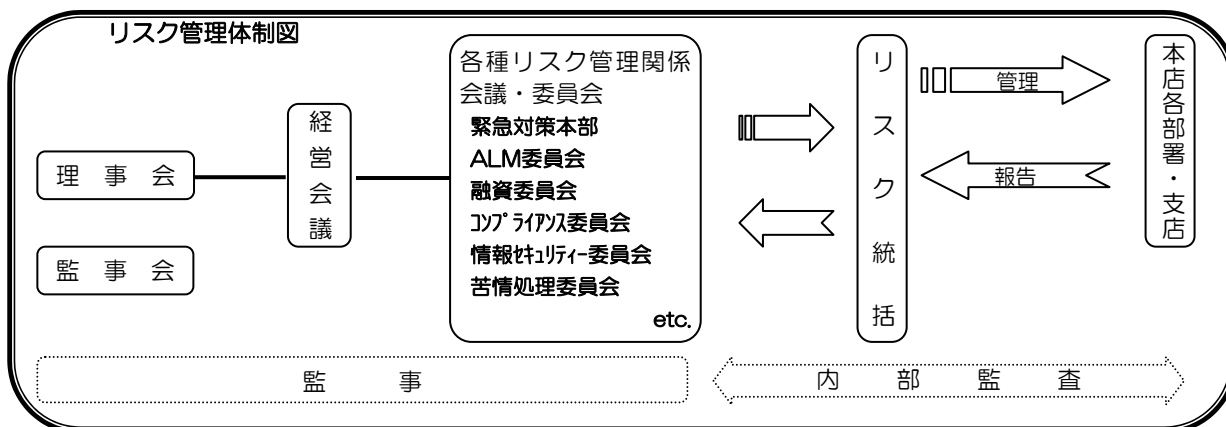 リスク管理体制図
理事会
監事会
経営会議
各種リスク管理関係
会議・委員会
緊急対策本部
ALM委員会
融資委員会
コンプライアンス委員会
情報セキュリティー委員会
苦情処理委員会
etc.
リスク統括
管理
報告
本店各部署・支店
監事
内部監査